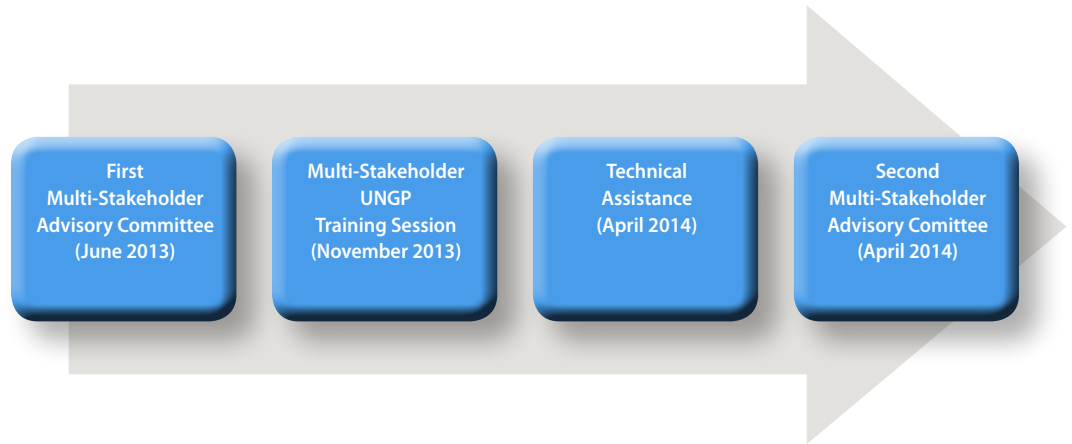 First
Multi-Stakeholder
Advisory Committee
(June 2013)
Multi-Stakeholder
UNGP
Training Session
(November 2013)
Technical
Assistance
(April 2014)
Second
Multi-Stakeholder
Advisory Comittee
(April 2014)